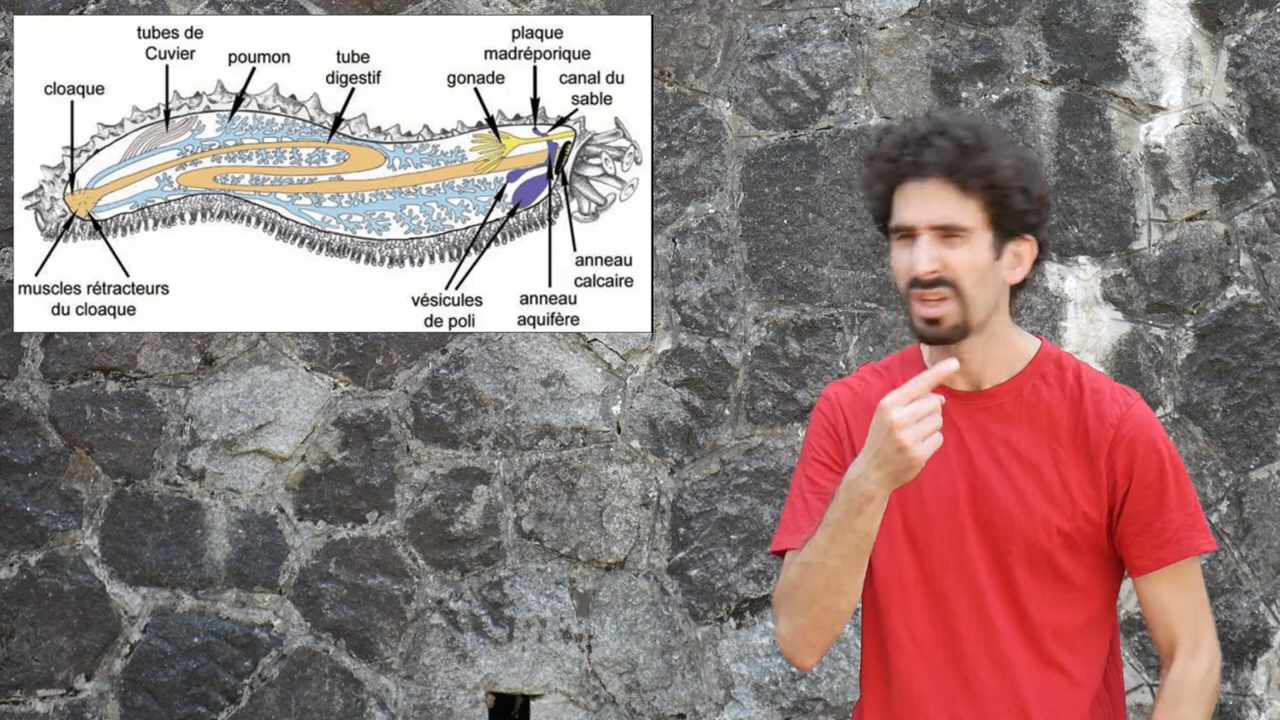 tubes de
Cuvier
plaque
madréporique
poumon
tube
digestif
gonade
canal du
sable
cloaque
muscles rétracteurs
du cloaque
vésicules
de poli
anneau
aquifère
anneau
calcaire